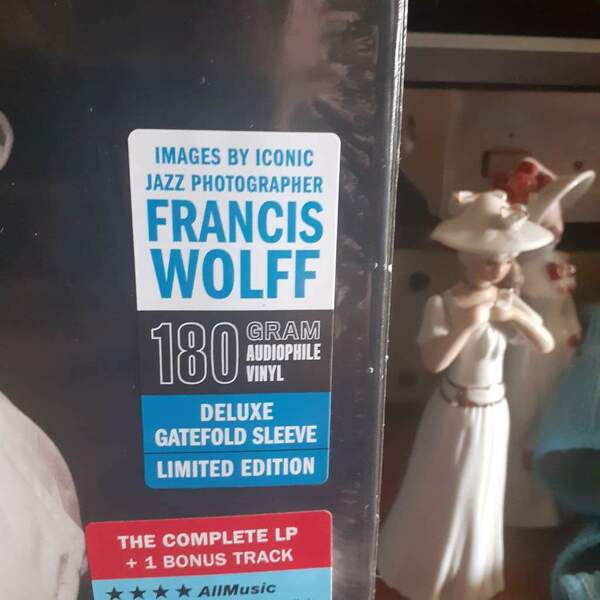 IMAGES BY ICONIC
JAZZ PHOTOGRAPHER
FRANCIS
WOLFF
180 GRAM
AUDIOPHILE
VINYL
DELUXE
GATEFOLD SLEEVE
LIMITED EDITION
THE COMPLETE LP
+ 1 BONUS TRACK
★★★★ AllMusic